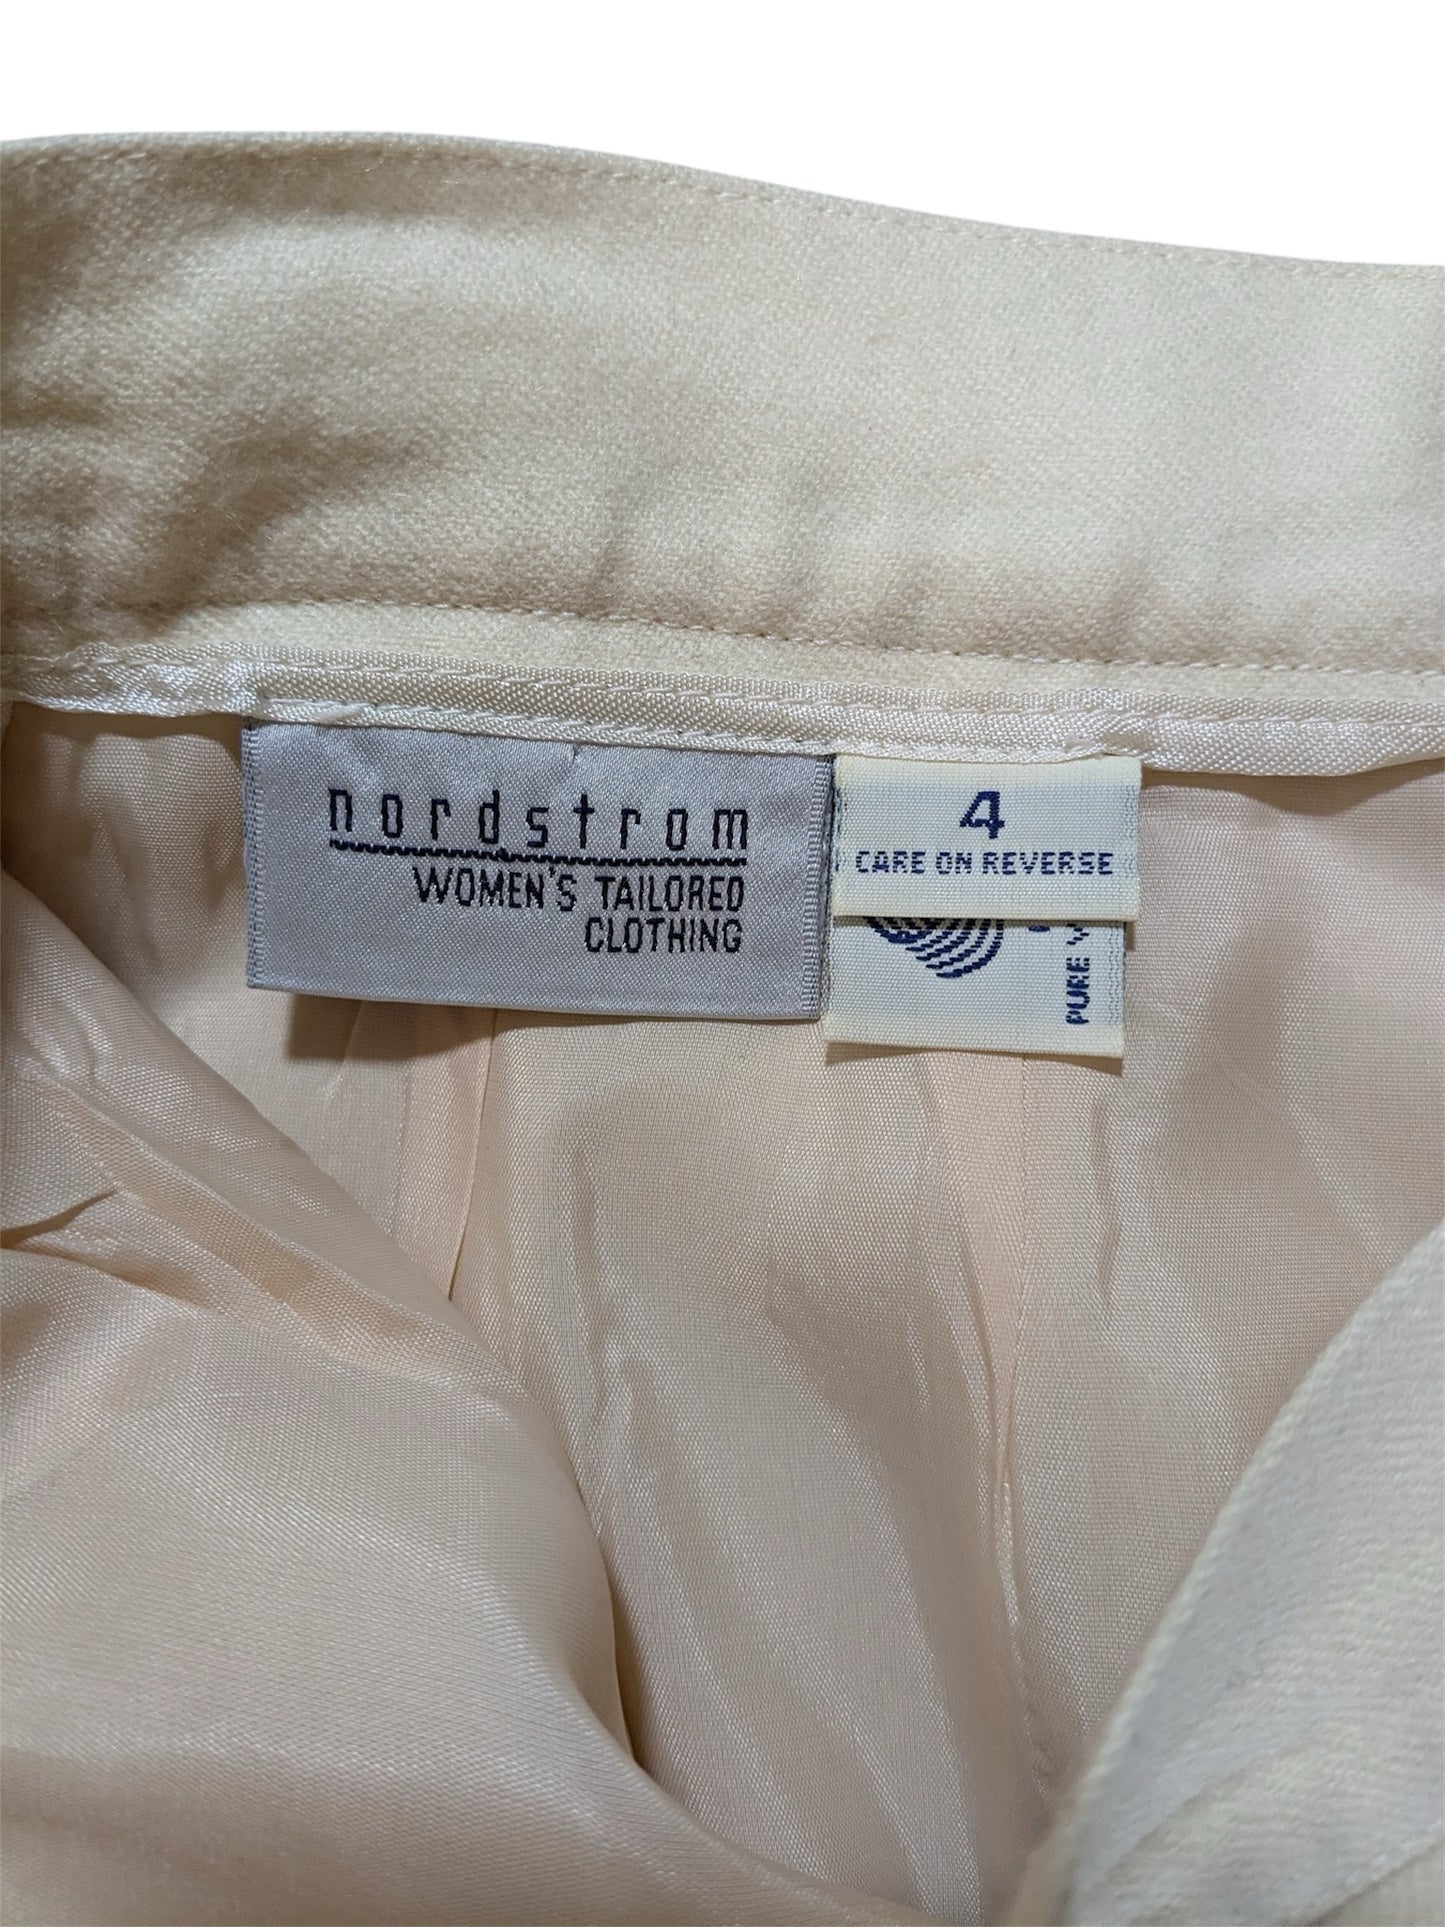 nordstrom
WOMEN'S TAILORED
CLOTHING
4
CARE ON REVERSE
PURE